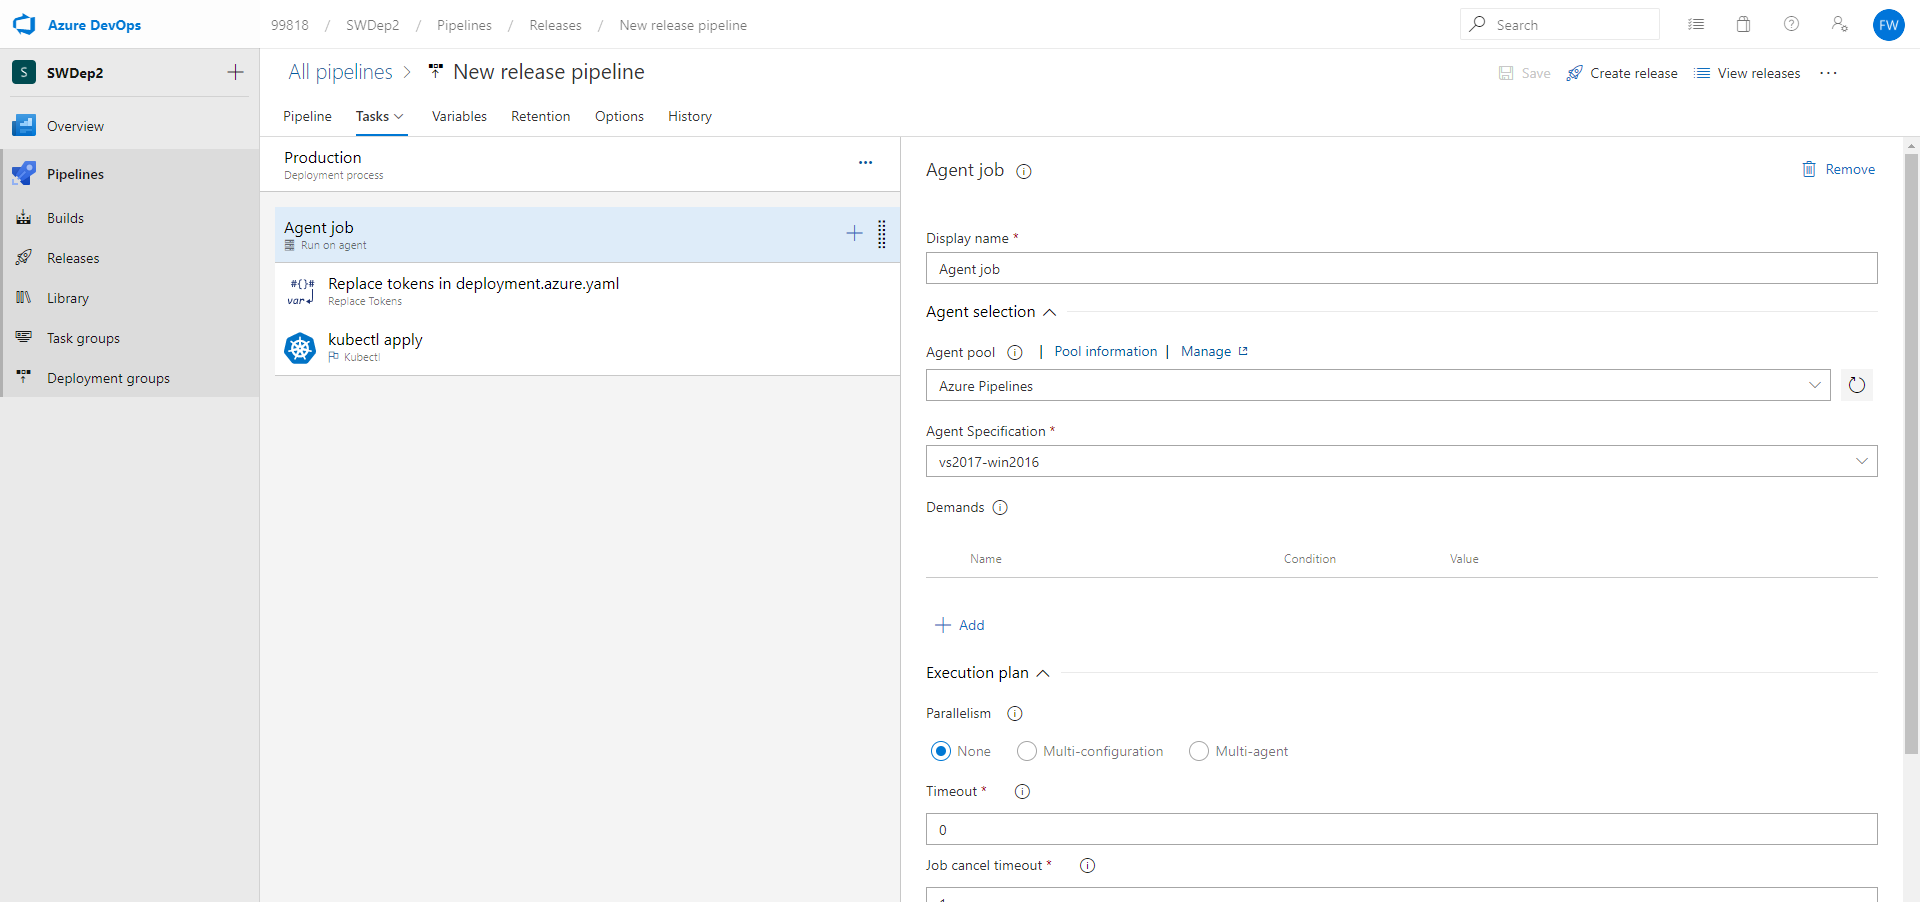 Azure DevOps
99818 / SWDep2 / Pipelines / Releases / New release pipeline
Search
FW
S SWDep2
Overview
Pipelines
Builds
Releases
Library
Task groups
Deployment groups
All pipelines > New release pipeline
Save
Create release
View releases
Pipeline
Tasks
Variables
Retention
Options
History
Production
Deployment process
Agent job
Run on agent
#{}#
var
Replace tokens in deployment.azure.yaml
Replace Tokens
kubectl apply
Kubectl
Agent job
Remove
Display name *
Agent job
Agent selection
Agent pool | Pool information | Manage
Azure Pipelines
Agent Specification *
vs2017-win2016
Demands
Name Condition Value
Add
Execution plan
Parallelism
None Multi-configuration Multi-agent
Timeout *
0
Job cancel timeout *